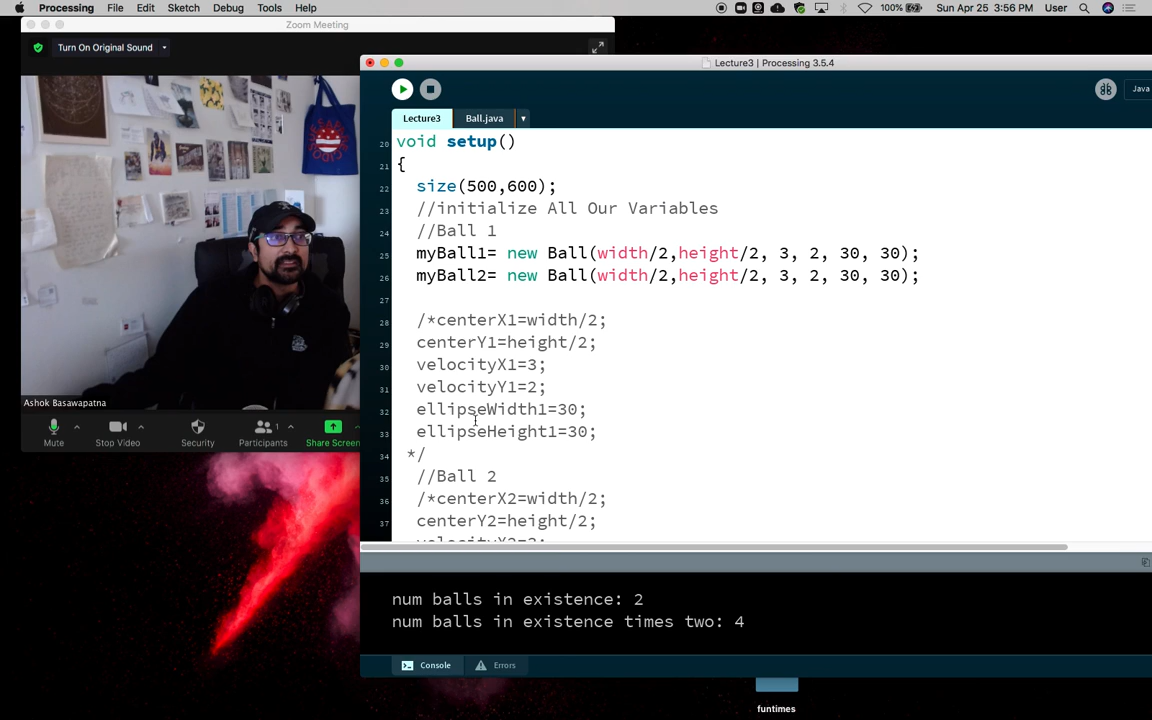 Processing File Edit Sketch Debug Tools Help
100% Sun Apr 25 3:56 PM User
Zoom Meeting
Turn On Original Sound
Lecture3 | Processing 3.5.4
Java
Lecture3 Ball.java
20 void setup()
21 {
22 size(500,600);
23 //initialize All Our Variables
24 //Ball 1
25 myBall1= new Ball(width/2,height/2, 3, 2, 30, 30);
26 myBall2= new Ball(width/2,height/2, 3, 2, 30, 30);
27
28 /*centerX1=width/2;
29 centerY1=height/2;
30 velocityX1=3;
31 velocityY1=2;
32 ellipseWidth1=30;
33 ellipseHeight1=30;
34 */
35 //Ball 2
36 /*centerX2=width/2;
37 centerY2=height/2;
Ashok Basawapatna
Mute Stop Video Security Participants 1 Share Screen
num balls in existence: 2
num balls in existence times two: 4
Console Errors
funtimes